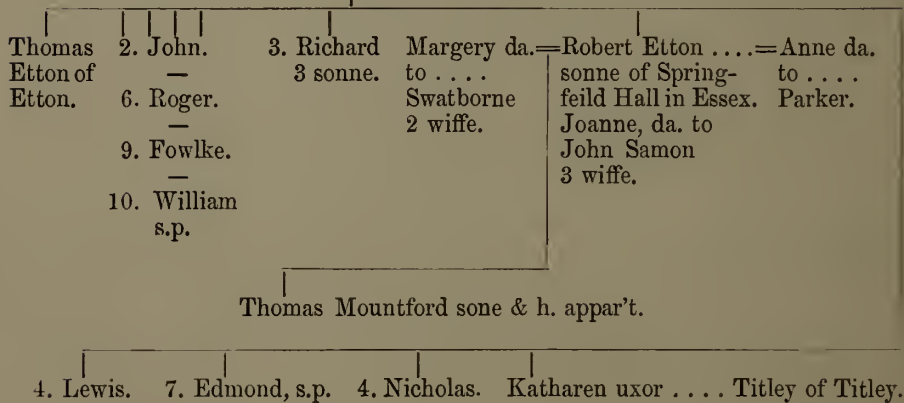 Thomas
Etton of
Etton.
2. John.
—
6. Roger.
—
9. Fowlke.
—
10. William
s.p.
3. Richard
3 sonne.
Margery da.
to . . . .
Swatborne
2 wiffe.
=Robert Etton . . . .=
sonne of Spring-
feild Hall in Essex.
Joanne, da. to
John Samon
3 wiffe.
Anne da.
to . . . .
Parker.
Thomas Mountford sone & h. appar't.
4. Lewis. 7. Edmond, s.p. 4. Nicholas. Katharen uxor . . . . Titley of Titley.